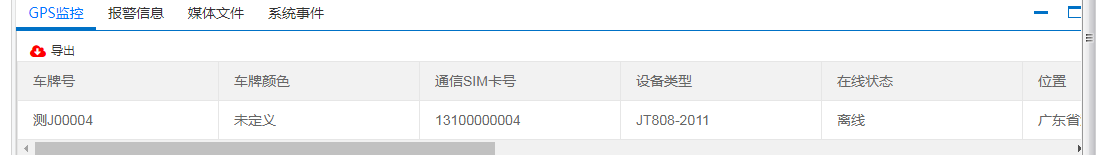 GPS监控 报警信息 媒体文件 系统事件
导出
车牌号 车牌颜色 通信SIM卡号 设备类型 在线状态 位置
测J00004 未定义 13100000004 JT808-2011 离线 广东省